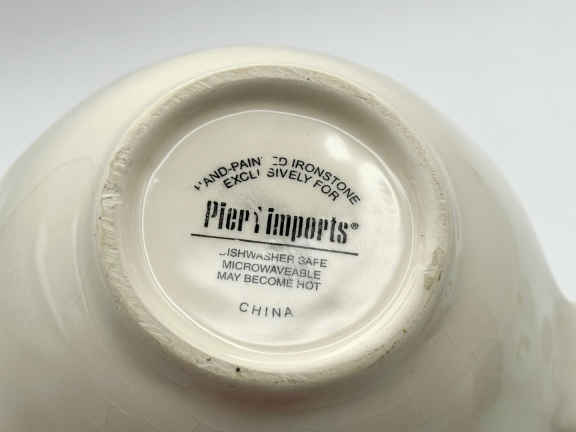 HAND-PAINTED IRONSTONE
EXCLUSIVELY FOR
Pier 1 imports®
DISHWASHER SAFE
MICROWAVEABLE
MAY BECOME HOT
CHINA